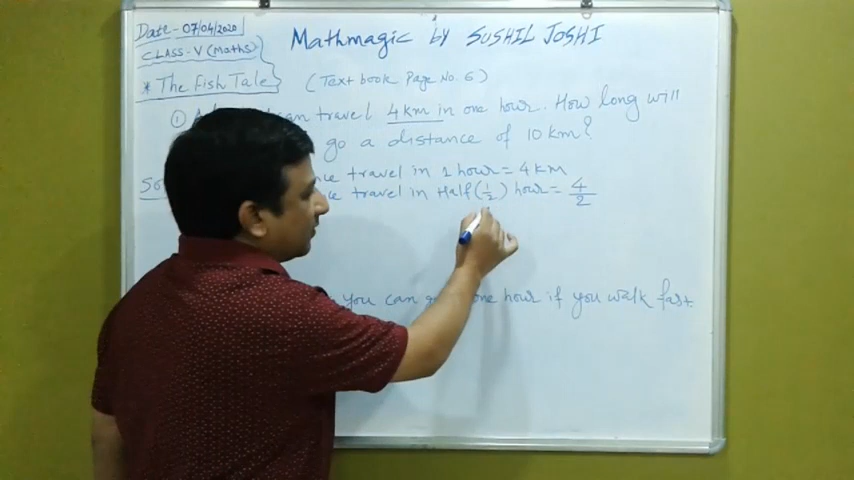 Date - 07/04/2020
Mathmagic by SUSHIL JOSHI
CLASS-V (Maths)
* The Fish Tale (Text book Page No. 6)
① can travel 4 km in one hour. How long will
go a distance of 10 km?
travel in 1 hour = 4 km
travel in Half (1/2) hour = 4/2
you can one hour if you walk fast.